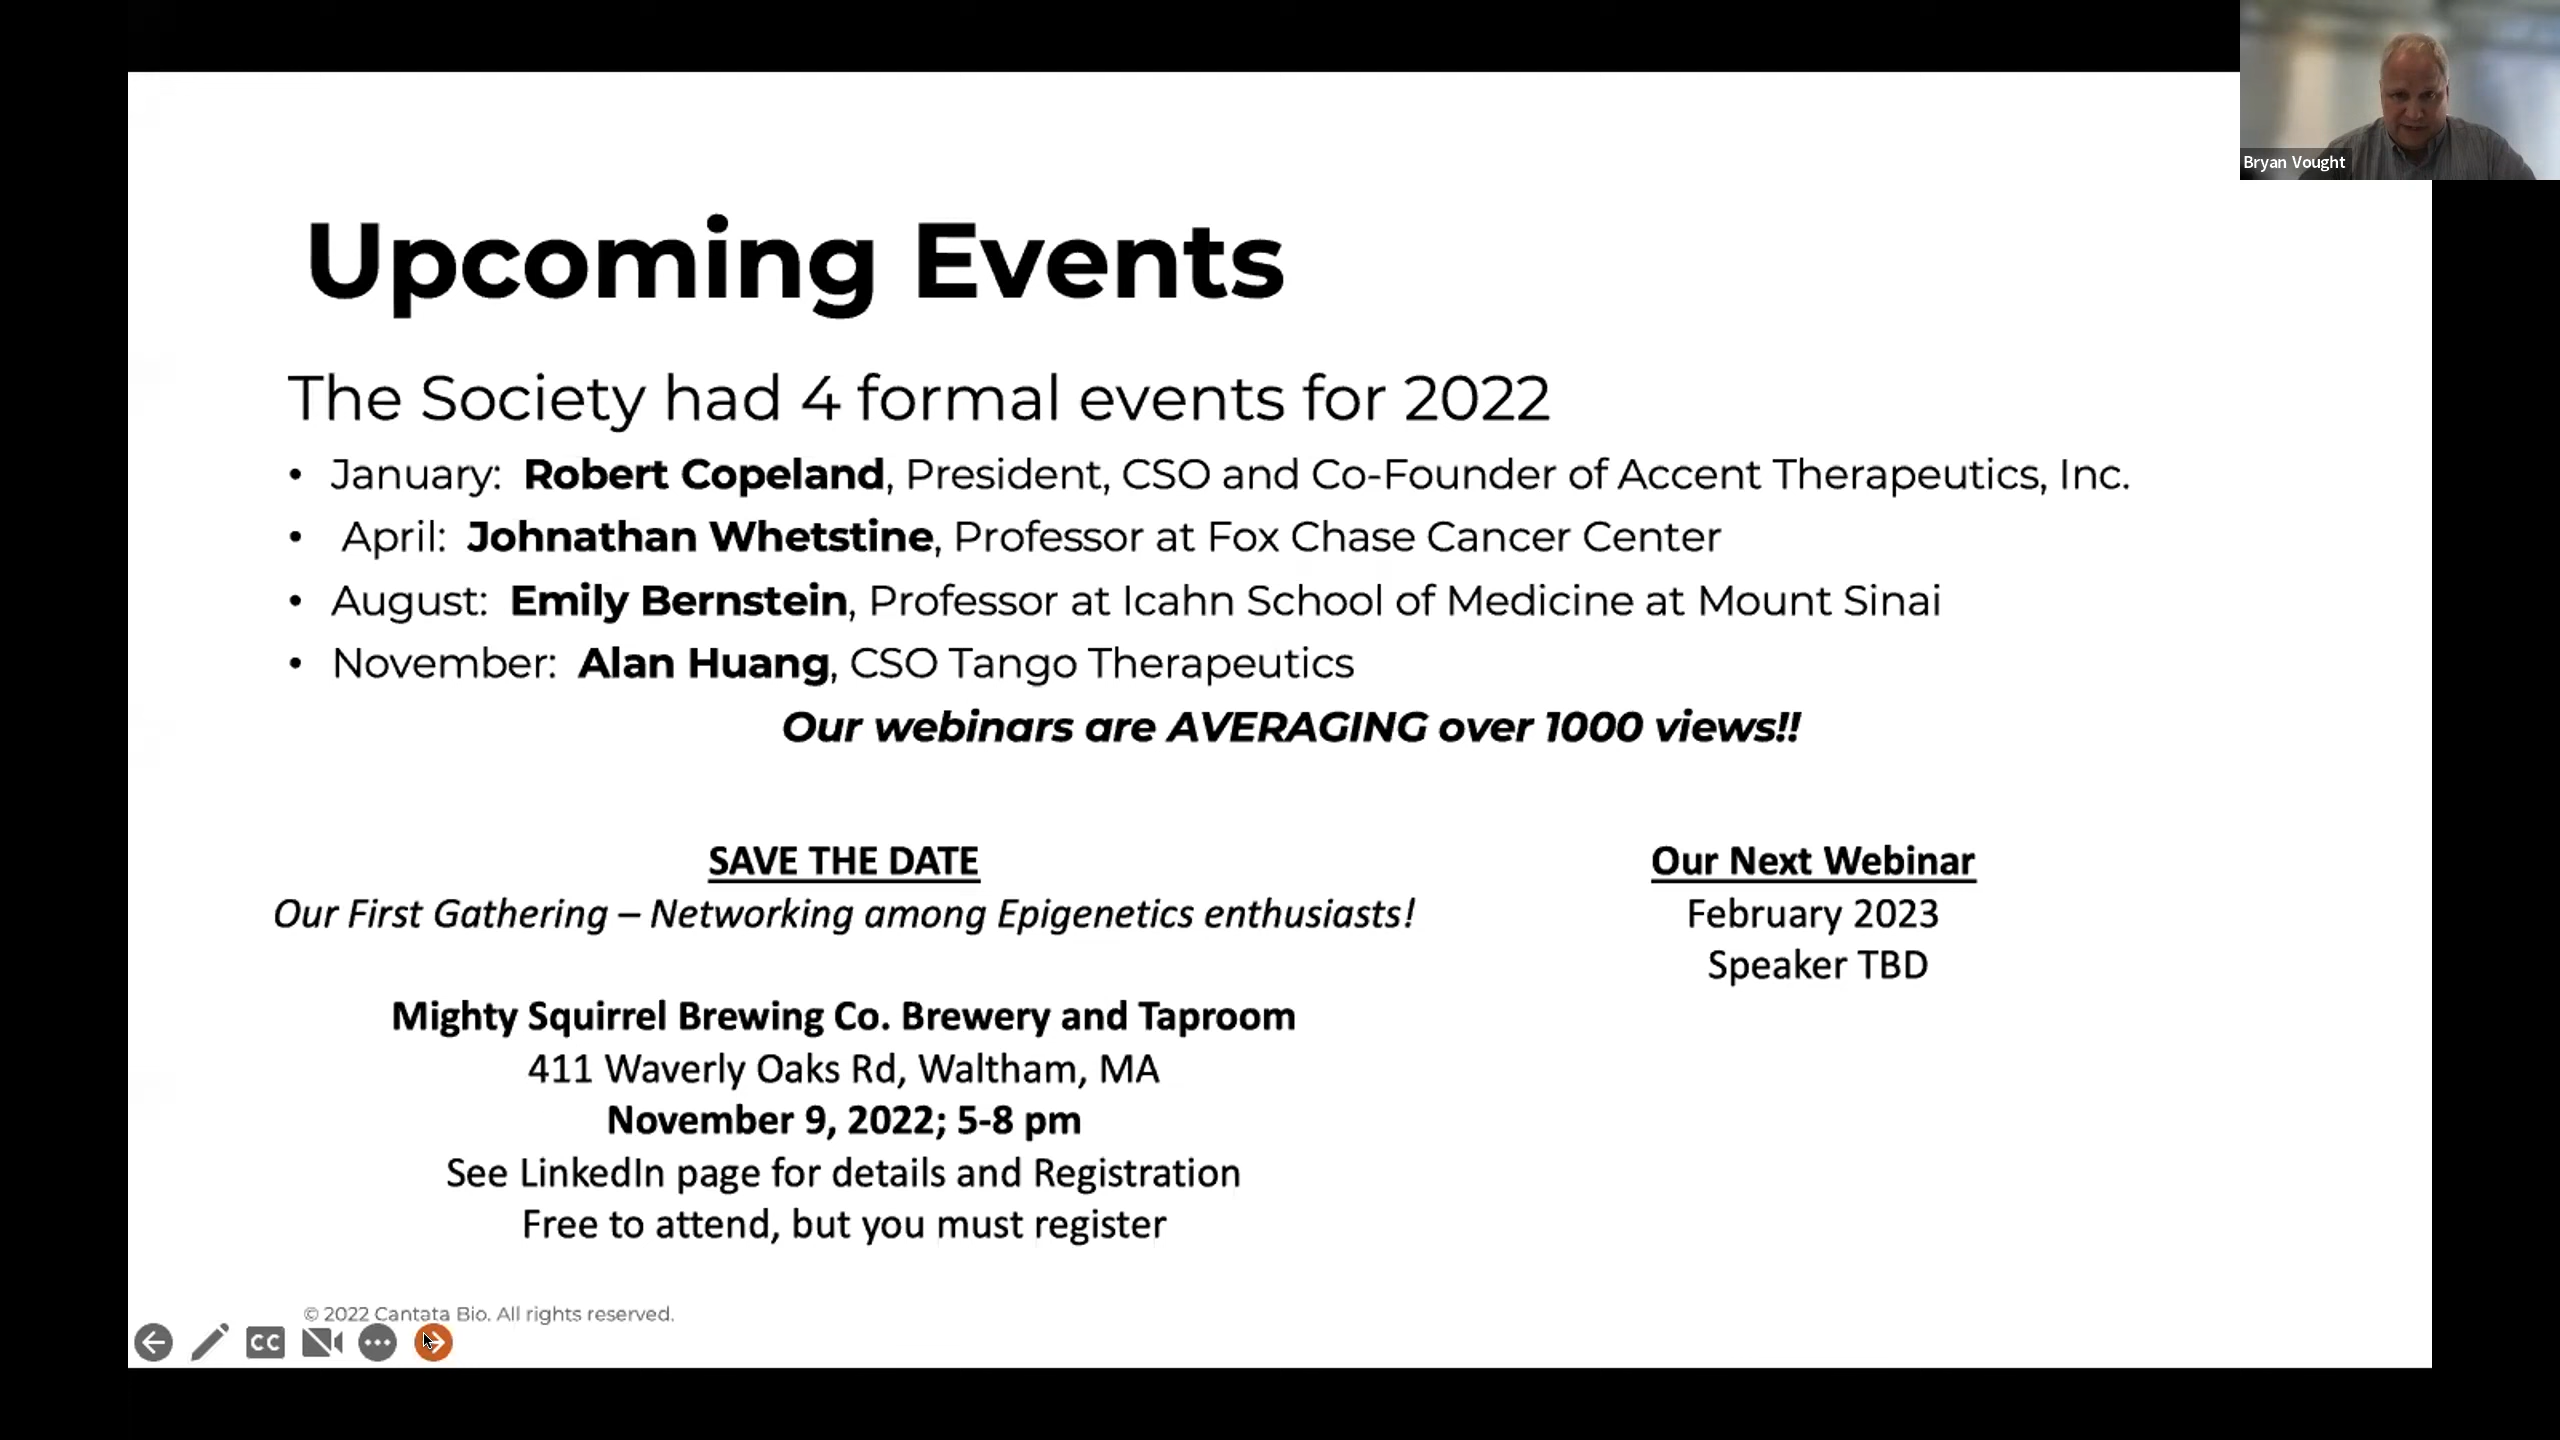 Bryan Vought
Upcoming Events
The Society had 4 formal events for 2022
• January: Robert Copeland, President, CSO and Co-Founder of Accent Therapeutics, Inc.
• April: Johnathan Whetstine, Professor at Fox Chase Cancer Center
• August: Emily Bernstein, Professor at Icahn School of Medicine at Mount Sinai
• November: Alan Huang, CSO Tango Therapeutics
Our webinars are AVERAGING over 1000 views!!
SAVE THE DATE
Our First Gathering – Networking among Epigenetics enthusiasts!
Mighty Squirrel Brewing Co. Brewery and Taproom
411 Waverly Oaks Rd, Waltham, MA
November 9, 2022; 5-8 pm
See LinkedIn page for details and Registration
Free to attend, but you must register
Our Next Webinar
February 2023
Speaker TBD
© 2022 Cantata Bio. All rights reserved.
CC